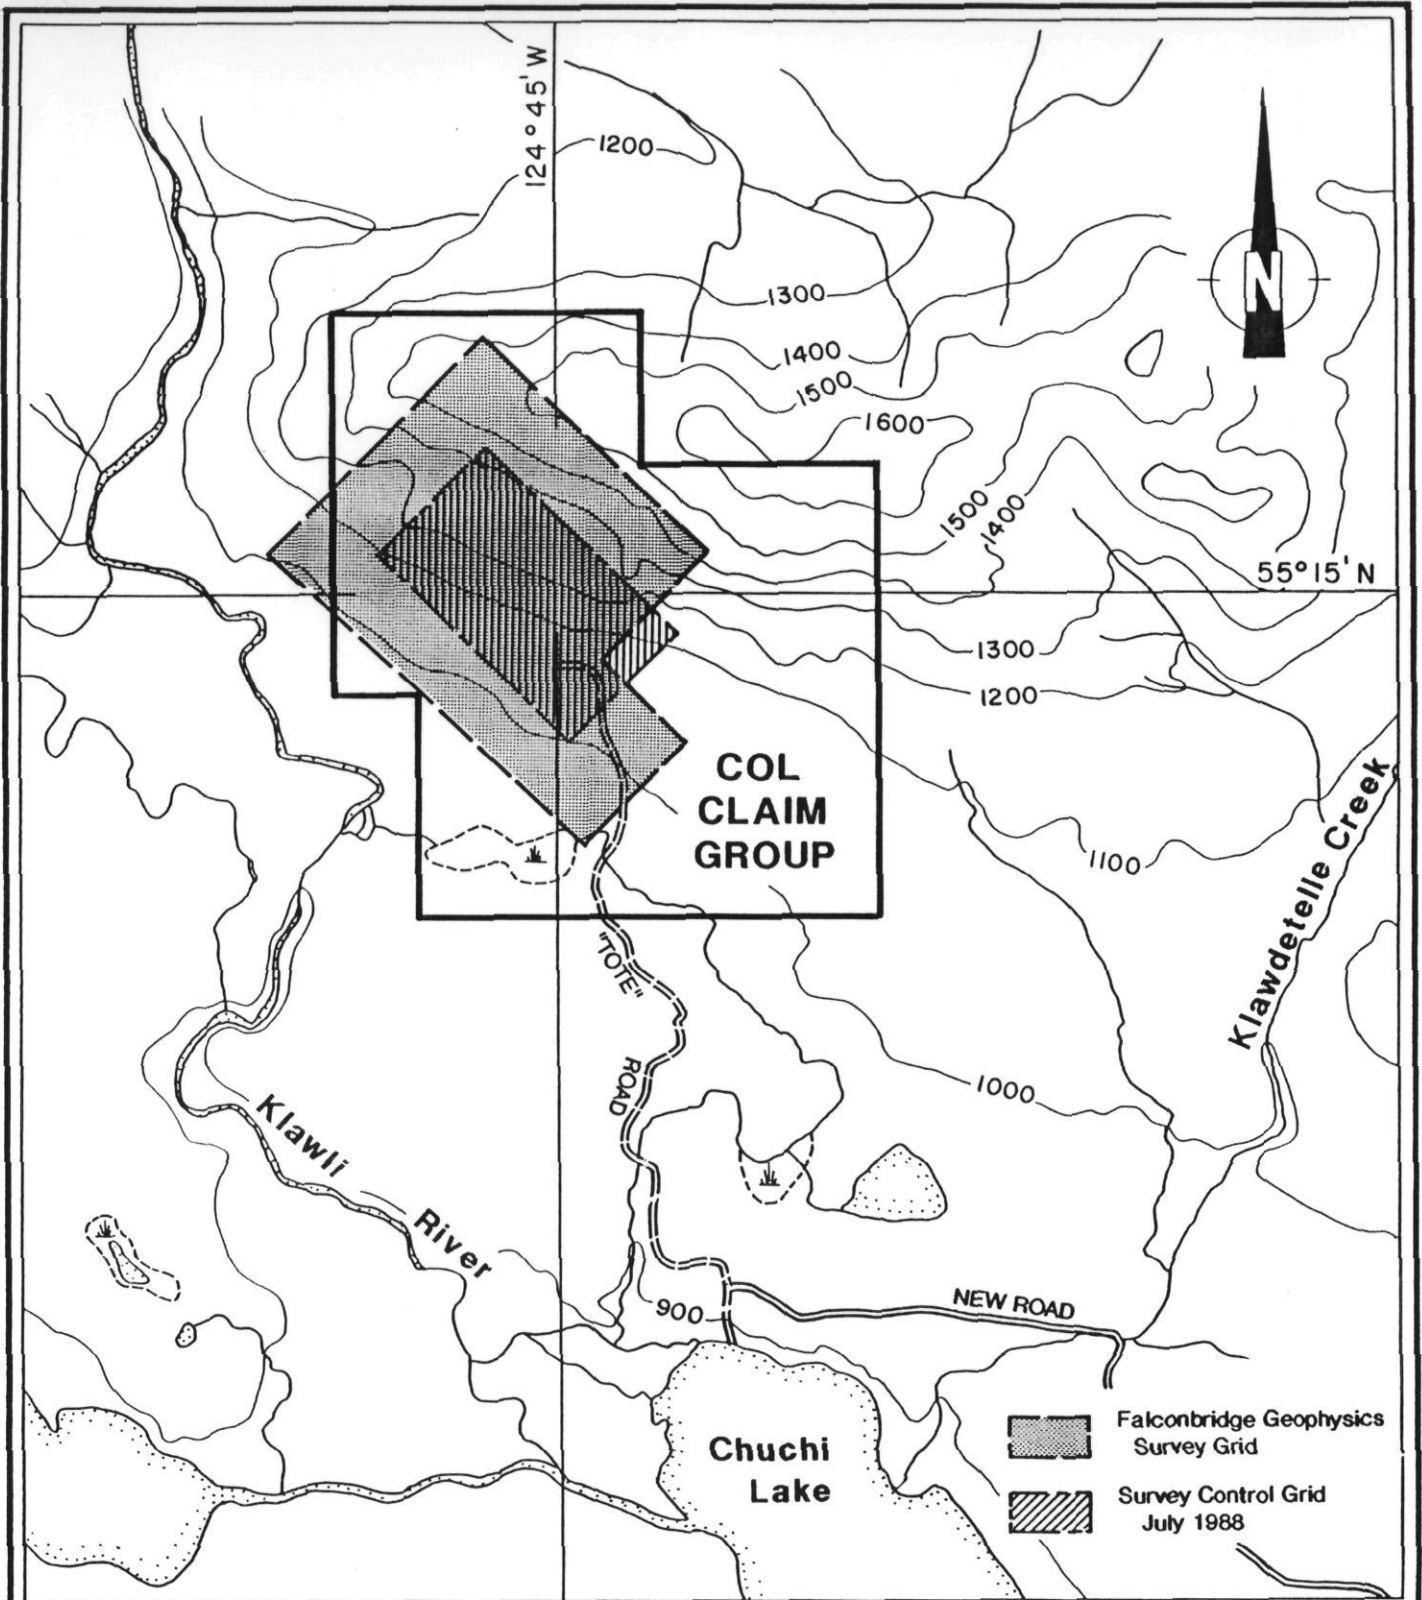 124°45'W
1200
N
1300
1400
1500
1600
1500
1400
55°15'N
1300
1200
COL
CLAIM
GROUP
1100
Klawdetelle Creek
"TOTE"
ROAD
1000
Klawli
River
900
NEW ROAD
Chuchi
Lake
Falconbridge Geophysics
Survey Grid
Survey Control Grid
July 1988